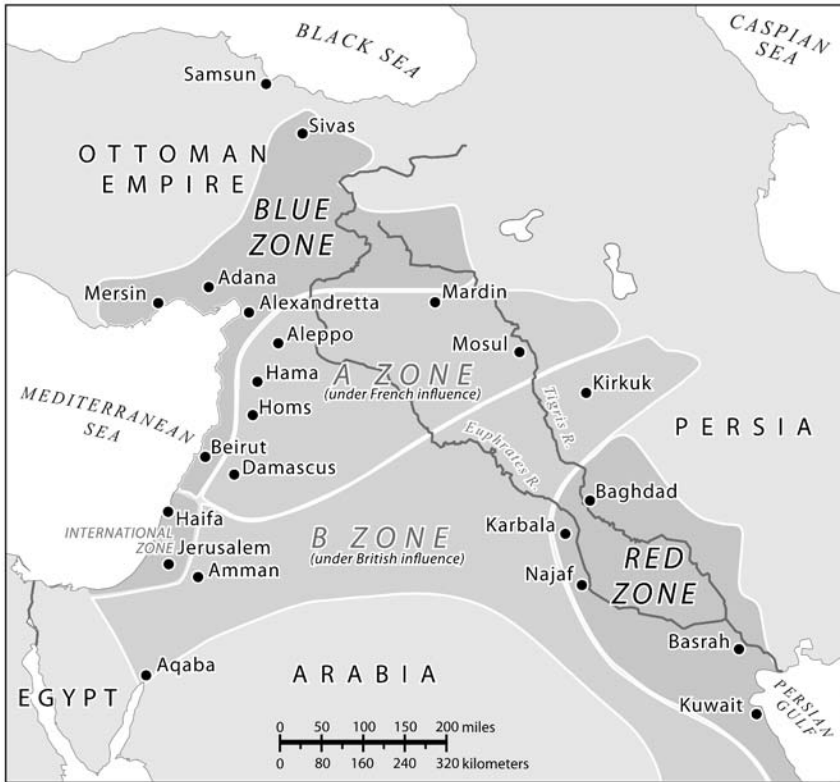 BLACK SEA
CASPIAN
SEA
Samsun
Sivas
OTTOMAN
EMPIRE
BLUE
ZONE
Mersin
Adana
Alexandretta
Mardin
Aleppo
Mosul
Hama
A ZONE
(under French influence)
Kirkuk
Homs
Tigris R.
MEDITERRANEAN
SEA
PERSIA
Beirut
Damascus
Euphrates R.
Baghdad
Haifa
INTERNATIONAL
ZONE
Karbala
B ZONE
(under British influence)
Jerusalem
Amman
RED
ZONE
Najaf
Basrah
Aqaba
ARABIA
EGYPT
PERSIAN
GULF
Kuwait
0 50 100 150 200 miles
0 80 160 240 320 kilometers